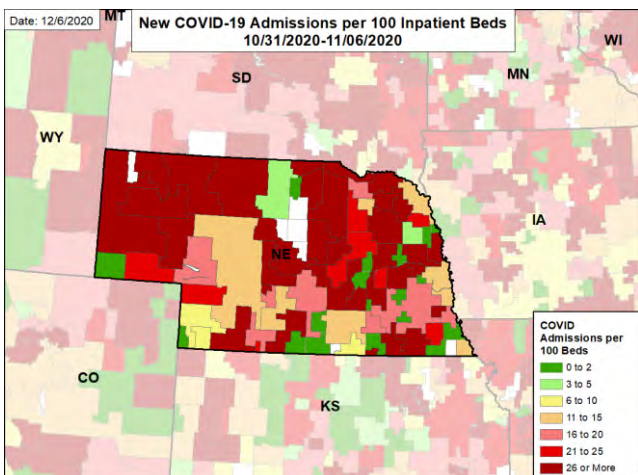 Date: 12/6/2020
New COVID-19 Admissions per 100 Inpatient Beds
10/31/2020-11/06/2020
MT
WI
MN
SD
WY
IA
NE
CO
KS
COVID
Admissions per
100 Beds
0 to 2
3 to 5
6 to 10
11 to 15
16 to 20
21 to 25
26 or More